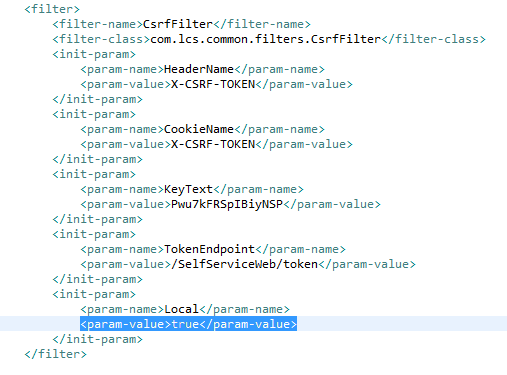 <filter>
<filter-name>CsrfFilter</filter-name>
<filter-class>com.lcs.common.filters.CsrfFilter</filter-class>
<init-param>
<param-name>HeaderName</param-name>
<param-value>X-CSRF-TOKEN</param-value>
</init-param>
<init-param>
<param-name>CookieName</param-name>
<param-value>X-CSRF-TOKEN</param-value>
</init-param>
<init-param>
<param-name>KeyText</param-name>
<param-value>Pwu7kFRSpIBiyNSP</param-value>
</init-param>
<init-param>
<param-name>TokenEndpoint</param-name>
<param-value>/SelfServiceWeb/token</param-value>
</init-param>
<init-param>
<param-name>Local</param-name>
<param-value>true</param-value>
</init-param>
</filter>